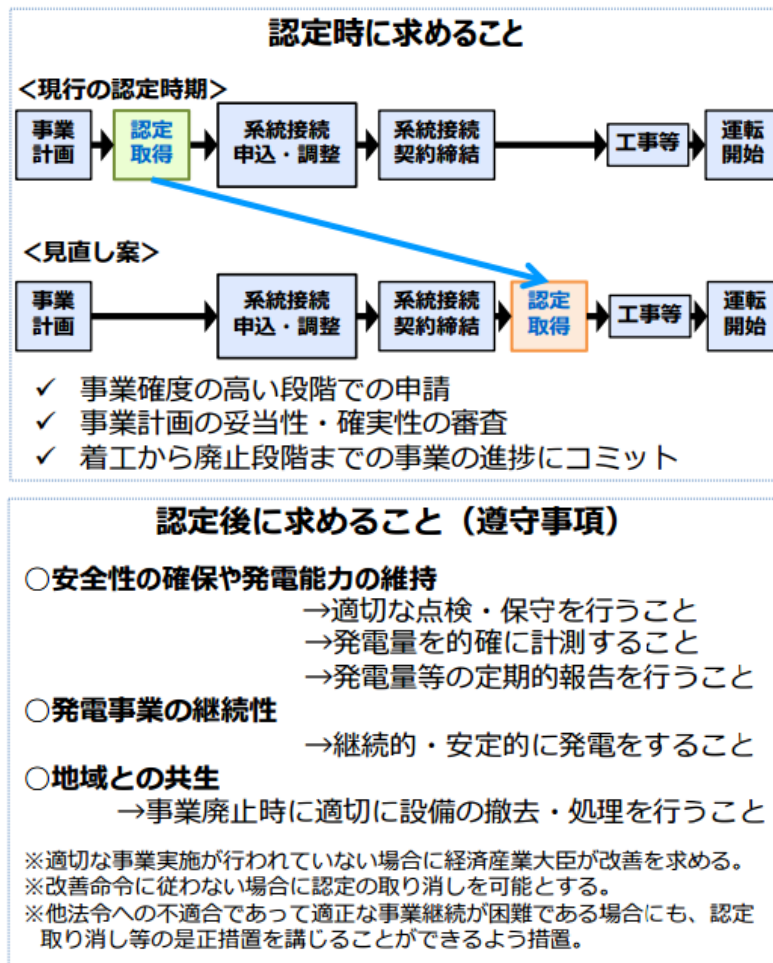 認定時に求めること
＜現行の認定時期＞
事業
計画
認定
取得
系統接続
申込・調整
系統接続
契約締結
工事等
運転
開始
＜見直し案＞
事業
計画
系統接続
申込・調整
系統接続
契約締結
認定
取得
工事等
運転
開始
✓ 事業確度の高い段階での申請
✓ 事業計画の妥当性・確実性の審査
✓ 着工から廃止段階までの事業の進捗にコミット
認定後に求めること（遵守事項）
○安全性の確保や発電能力の維持
→適切な点検・保守を行うこと
→発電量を的確に計測すること
→発電量等の定期的報告を行うこと
○発電事業の継続性
→継続的・安定的に発電をすること
○地域との共生
→事業廃止時に適切に設備の撤去・処理を行うこと
※適切な事業実施が行われていない場合に経済産業大臣が改善を求める。
※改善命令に従わない場合に認定の取り消しを可能とする。
※他法令への不適合であって適正な事業継続が困難である場合にも、認定
取り消し等の是正措置を講じることができるよう措置。